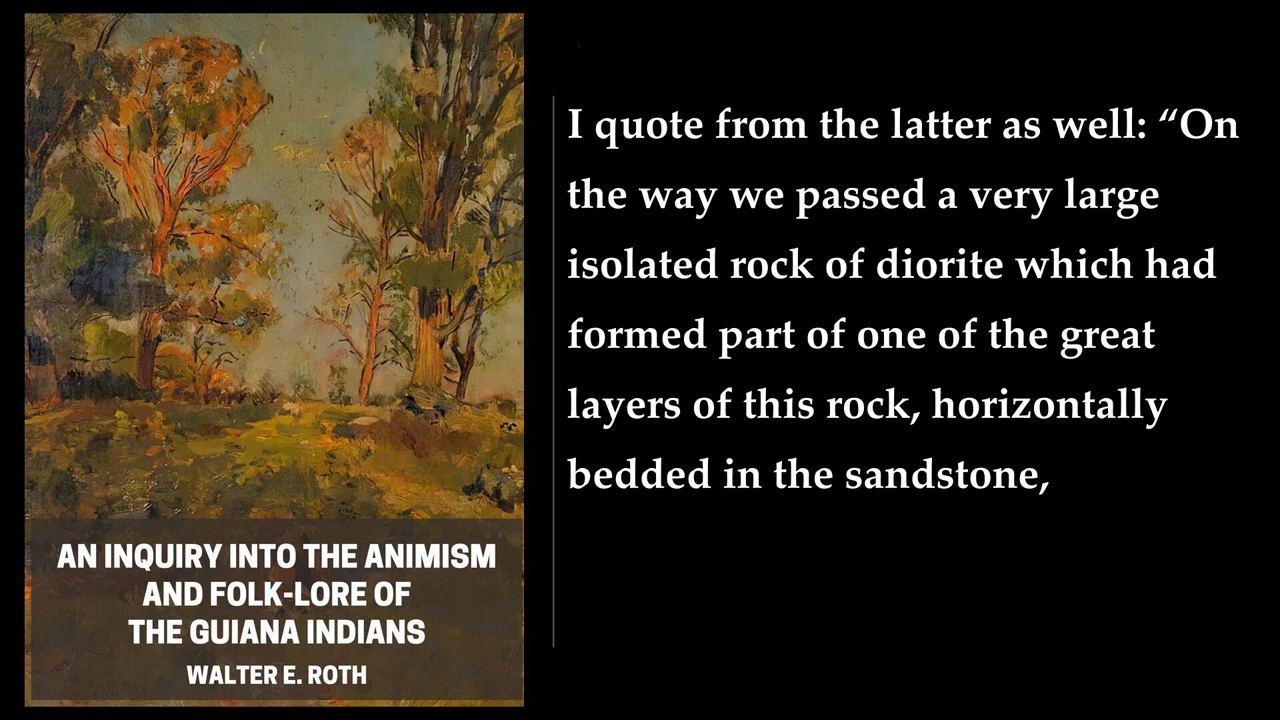 I quote from the latter as well: “On
the way we passed a very large
isolated rock of diorite which had
formed part of one of the great
layers of this rock, horizontally
bedded in the sandstone,
AN INQUIRY INTO THE ANIMISM
AND FOLK-LORE OF
THE GUIANA INDIANS
WALTER E. ROTH